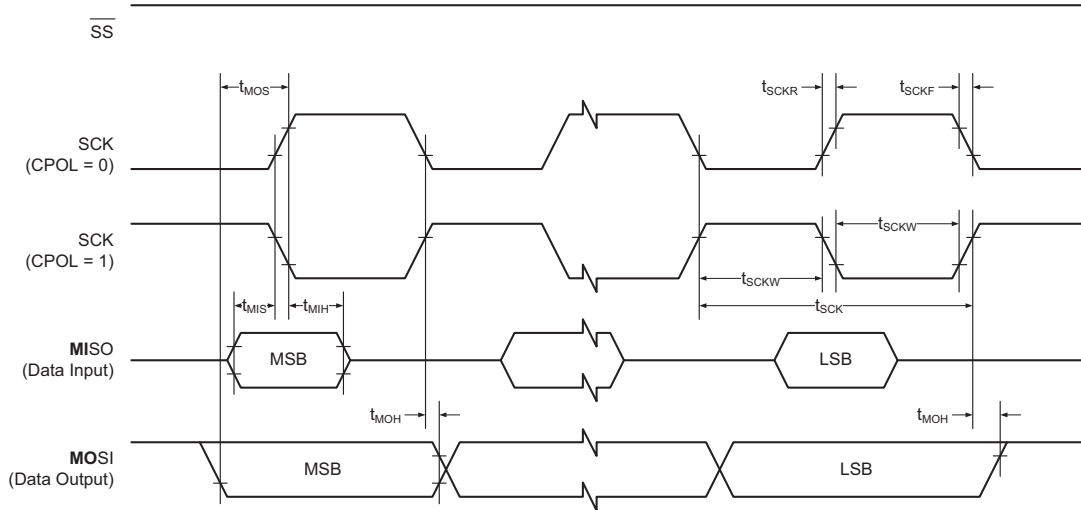 SS
tMOS
tSCKR
tSCKF
SCK
(CPOL = 0)
SCK
(CPOL = 1)
tSCKW
tSCKW
tSCK
tMIS
tMIH
MISO
(Data Input)
MSB
LSB
tMOH
tMOH
MOSI
(Data Output)
MSB
LSB